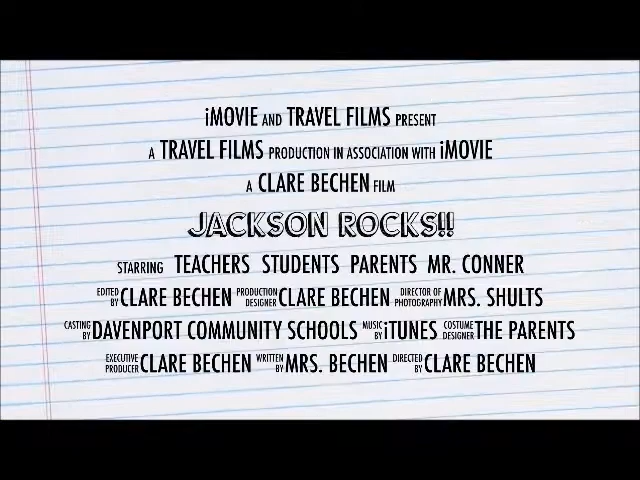 iMOVIE AND TRAVEL FILMS PRESENT
A TRAVEL FILMS PRODUCTION IN ASSOCIATION WITH iMOVIE
A CLARE BECHEN FILM
JACKSON ROCKS!!
STARRING TEACHERS STUDENTS PARENTS MR. CONNER
EDITED BY CLARE BECHEN PRODUCTION DESIGNER CLARE BECHEN DIRECTOR OF PHOTOGRAPHY MRS. SHULTS
CASTING BY DAVENPORT COMMUNITY SCHOOLS MUSIC BY iTUNES COSTUME DESIGNER THE PARENTS
EXECUTIVE PRODUCER CLARE BECHEN WRITTEN BY MRS. BECHEN DIRECTED BY CLARE BECHEN